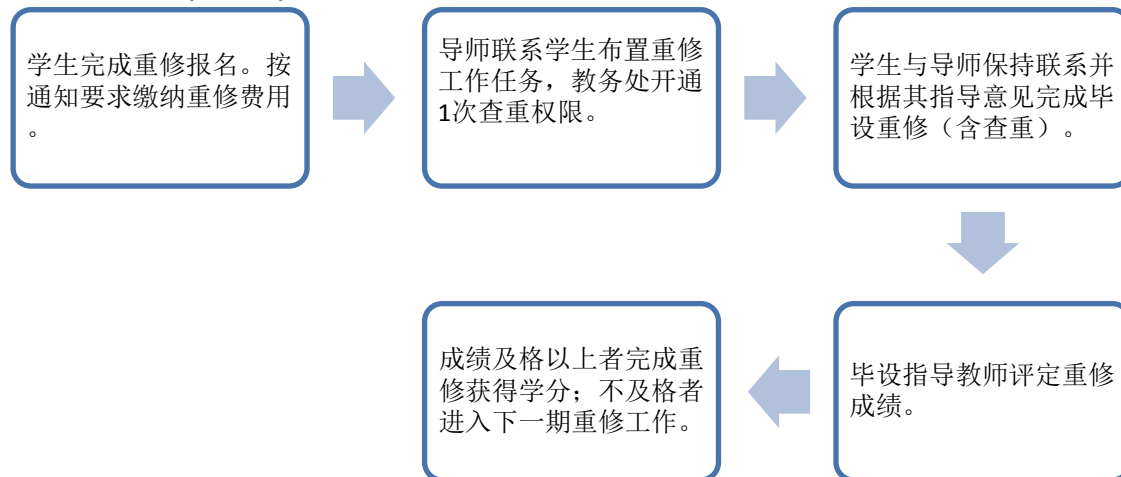 学生完成重修报名。按
通知要求缴纳重修费用
。
导师联系学生布置重修
工作任务，教务处开通
1次查重权限。
学生与导师保持联系并
根据其指导意见完成毕
设重修（含查重）。
毕设指导教师评定重修
成绩。
成绩及格以上者完成重
修获得学分；不及格者
进入下一期重修工作。